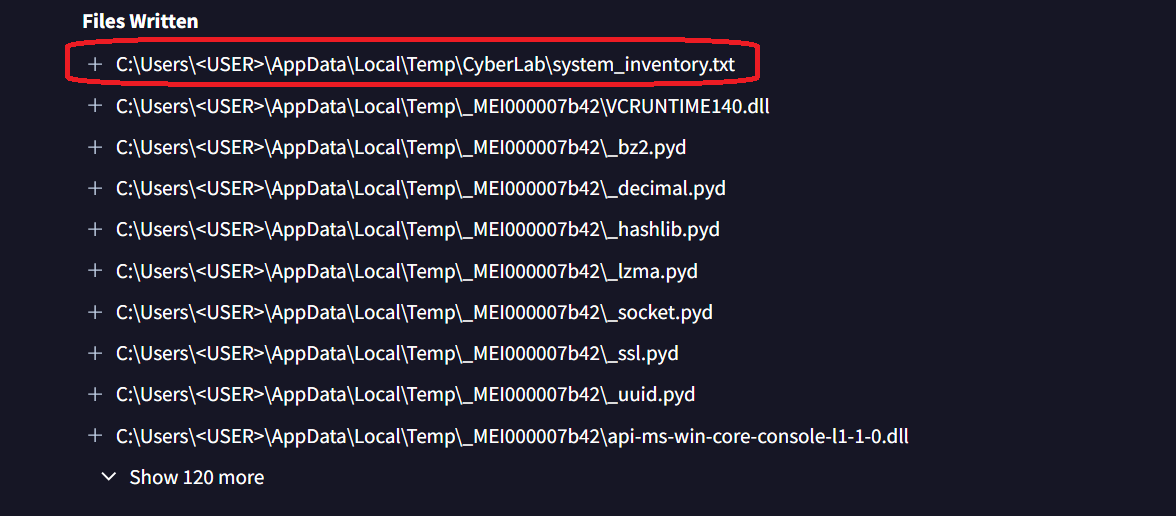 Files Written
+ C:\Users\<USER>\AppData\Local\Temp\CyberLab\system_inventory.txt
+ C:\Users\<USER>\AppData\Local\Temp\_MEI000007b42\VCRUNTIME140.dll
+ C:\Users\<USER>\AppData\Local\Temp\_MEI000007b42\_bz2.pyd
+ C:\Users\<USER>\AppData\Local\Temp\_MEI000007b42\_decimal.pyd
+ C:\Users\<USER>\AppData\Local\Temp\_MEI000007b42\_hashlib.pyd
+ C:\Users\<USER>\AppData\Local\Temp\_MEI000007b42\_lzma.pyd
+ C:\Users\<USER>\AppData\Local\Temp\_MEI000007b42\_socket.pyd
+ C:\Users\<USER>\AppData\Local\Temp\_MEI000007b42\_ssl.pyd
+ C:\Users\<USER>\AppData\Local\Temp\_MEI000007b42\_uuid.pyd
+ C:\Users\<USER>\AppData\Local\Temp\_MEI000007b42\api-ms-win-core-console-l1-1-0.dll
Show 120 more